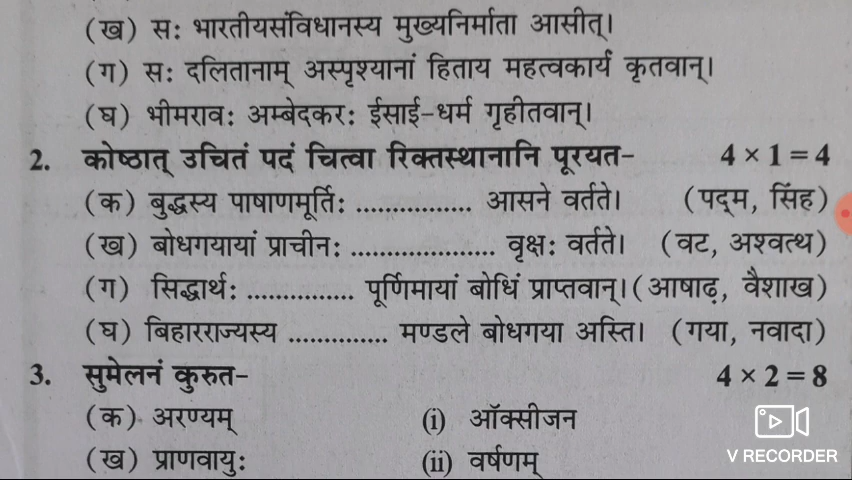 (ख) सः भारतीयसंविधानस्य मुख्यनिर्माता आसीत्।
(ग) सः दलितानाम् अस्पृश्यानां हिताय महत्वकार्यं कृतवान्।
(घ) भीमरावः अम्बेदकरः ईसाई-धर्म गृहीतवान्।
2. कोष्ठात् उचितं पदं चित्वा रिक्तस्थानानि पूरयत- 4 × 1 = 4
(क) बुद्धस्य पाषाणमूर्तिः ............... आसने वर्तते। (पद्म, सिंह)
(ख) बोधगयायां प्राचीनः ..................... वृक्षः वर्तते। (वट, अश्वत्थ)
(ग) सिद्धार्थः ............... पूर्णिमायां बोधिं प्राप्तवान्। (आषाढ़, वैशाख)
(घ) बिहारराज्यस्य .............. मण्डले बोधगया अस्ति। (गया, नवादा)
3. सुमेलनं कुरुत- 4 × 2 = 8
(क) अरण्यम् (i) ऑक्सीजन
(ख) प्राणवायुः (ii) वर्षणम्
V RECORDER